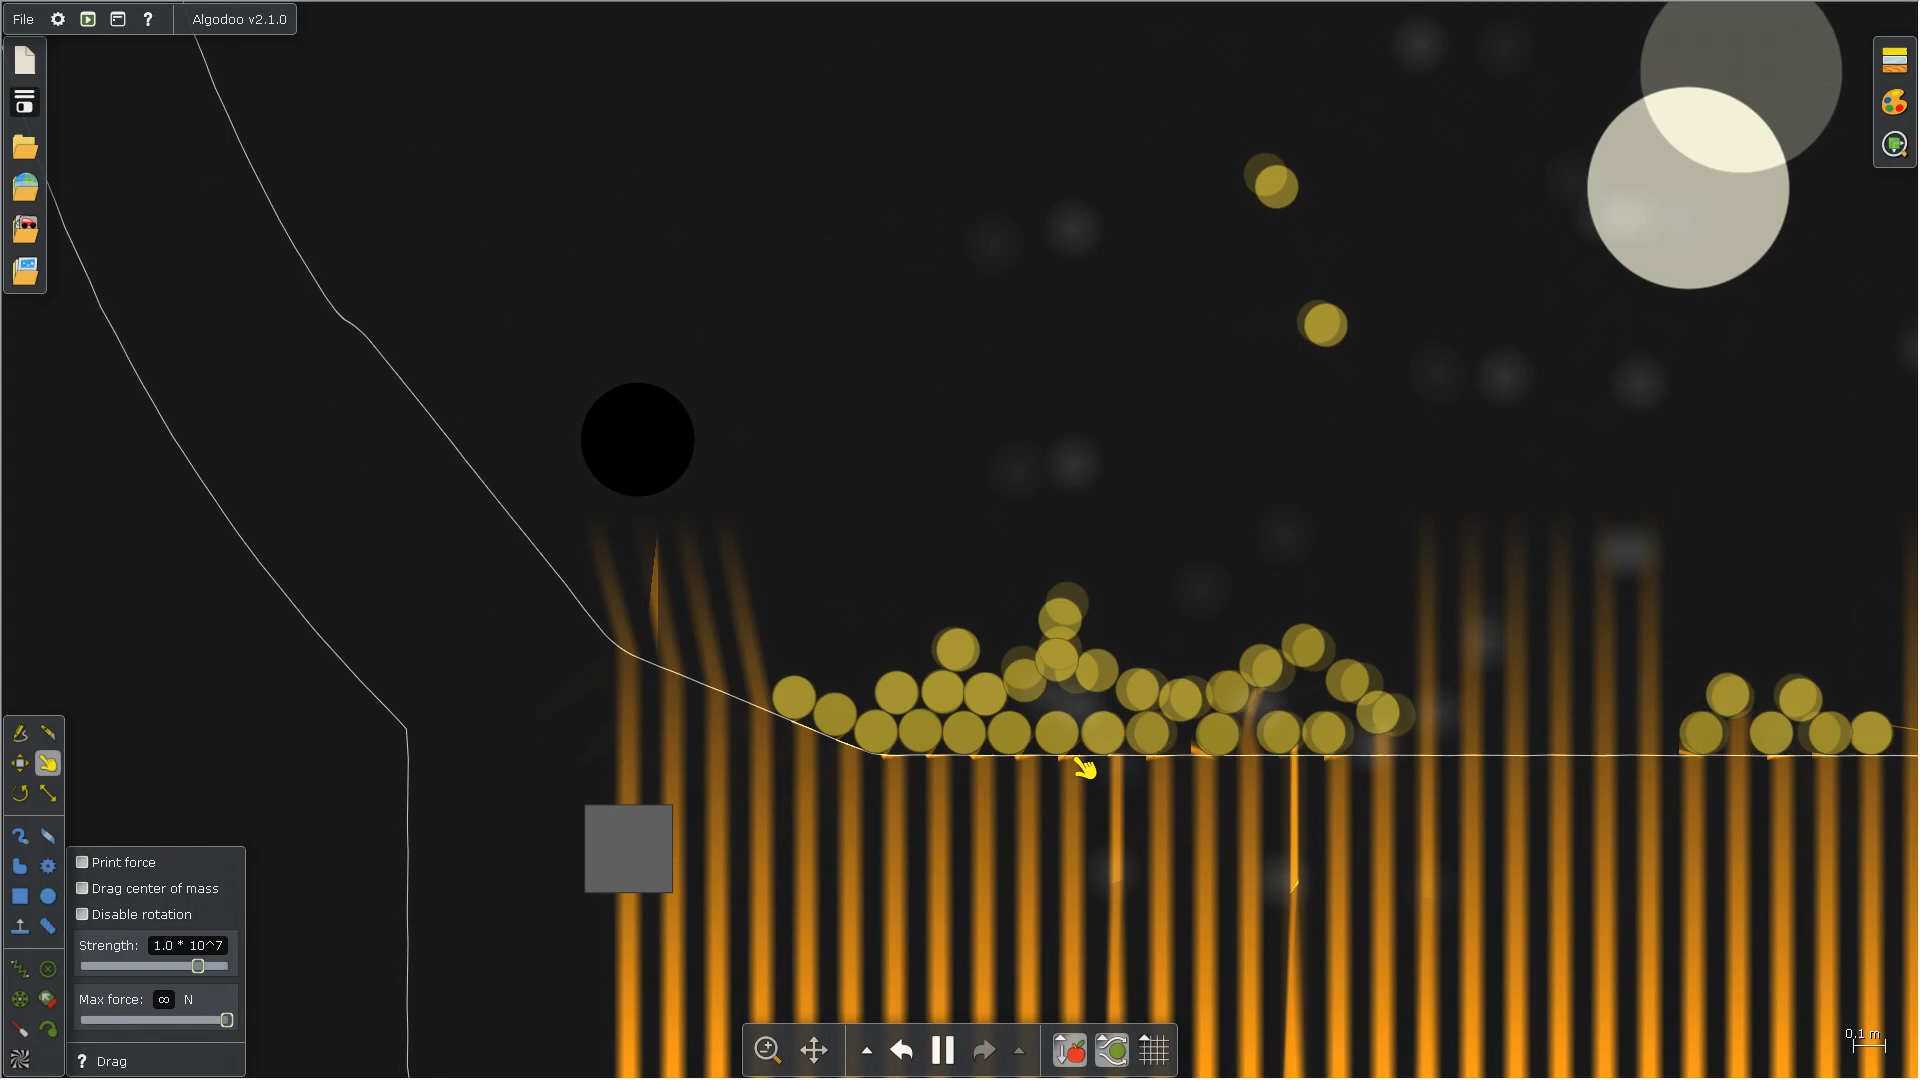 File ? Algodoo v2.1.0
Print force
Drag center of mass
Disable rotation
Strength: 1.0 * 10^7
Max force: ∞ N
? Drag
0.1 m